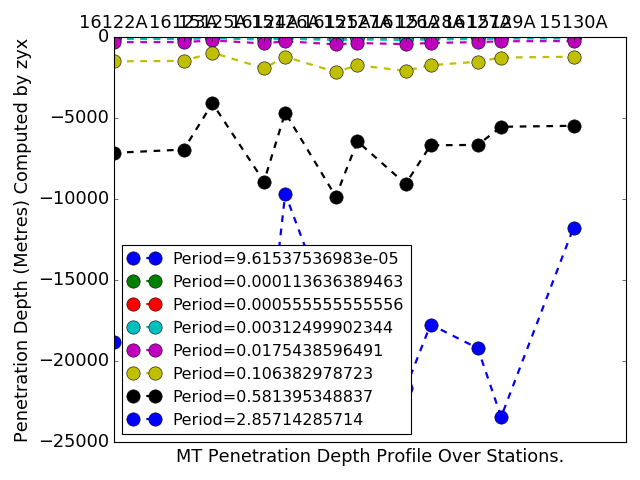 16122A 15130A
Penetration Depth (Metres) Computed by zyx
0
−5000
−10000
−15000
−20000
−25000
Period=9.61537536983e-05
Period=0.000113636389463
Period=0.000555555555556
Period=0.00312499902344
Period=0.0175438596491
Period=0.106382978723
Period=0.581395348837
Period=2.85714285714
MT Penetration Depth Profile Over Stations.